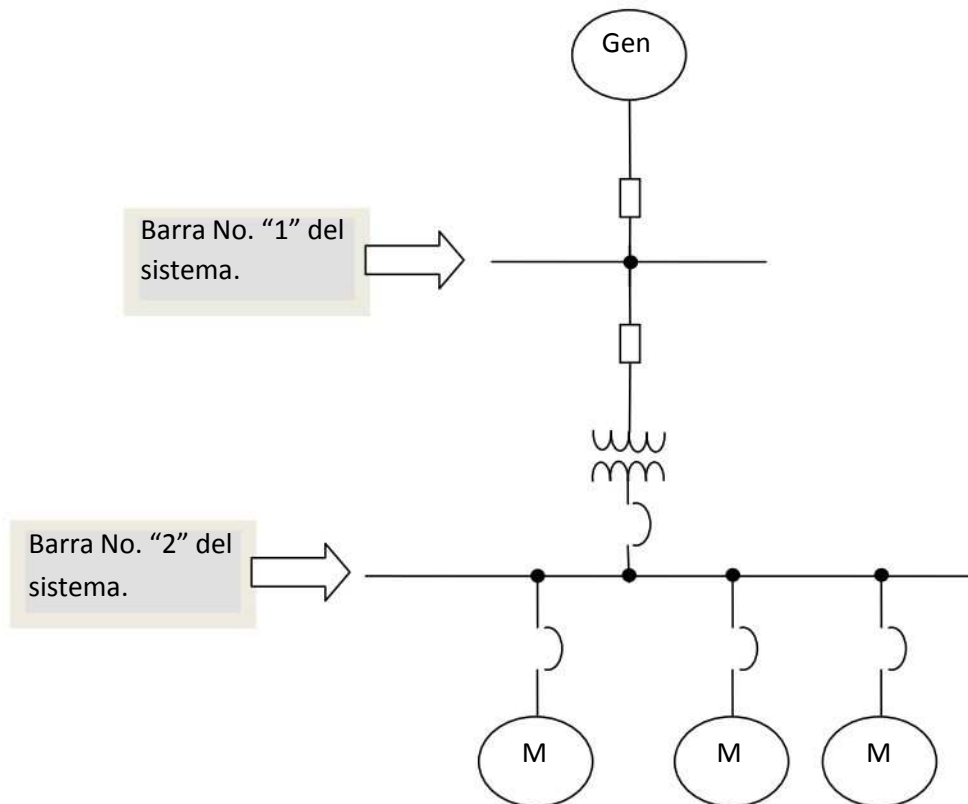 Gen
Barra No. “1” del
sistema.
Barra No. “2” del
sistema.
M
M
M